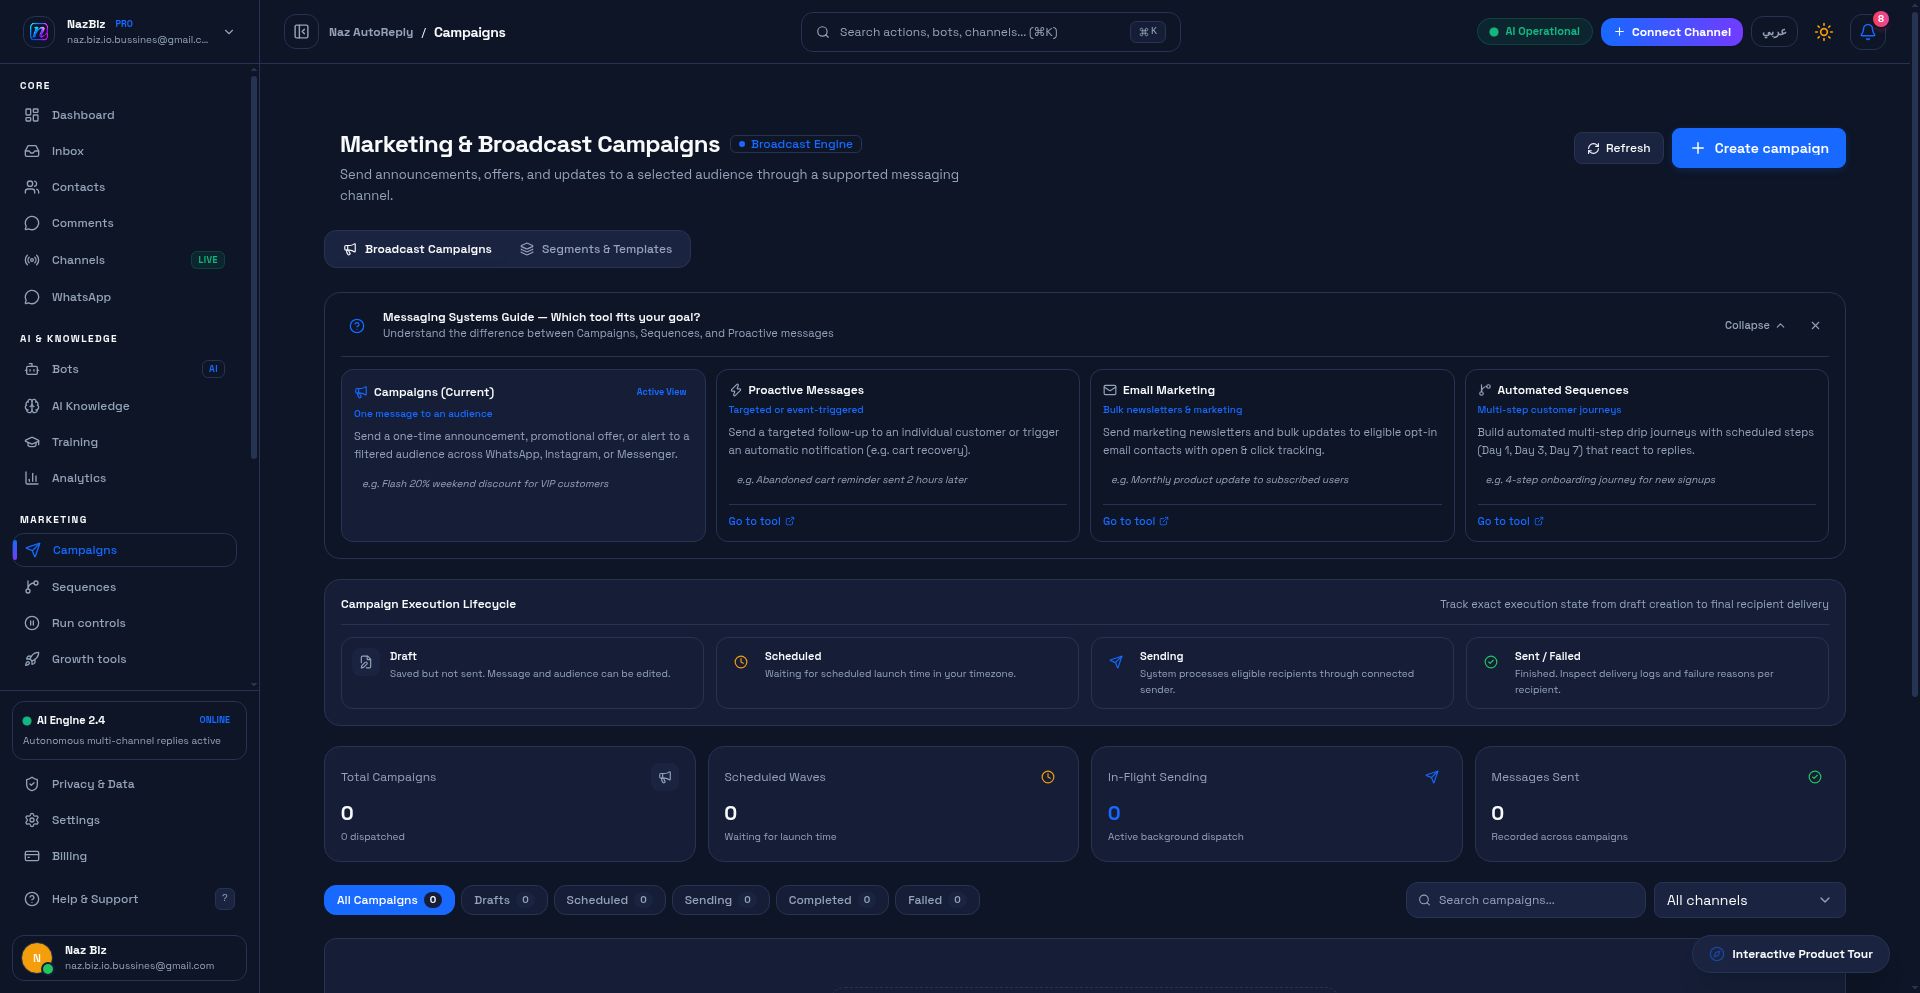 NazBiz PRO
naz.biz.io.bussines@gmail.c...
Naz AutoReply / Campaigns
Search actions, bots, channels... (⌘K) ⌘K
AI Operational
+ Connect Channel
عربي
8
CORE
Dashboard
Inbox
Contacts
Comments
Channels LIVE
WhatsApp
AI & KNOWLEDGE
Bots AI
AI Knowledge
Training
Analytics
MARKETING
Campaigns
Sequences
Run controls
Growth tools
AI Engine 2.4 ONLINE
Autonomous multi-channel replies active
Privacy & Data
Settings
Billing
Help & Support ?
N
Naz Biz
naz.biz.io.bussines@gmail.com
Marketing & Broadcast Campaigns Broadcast Engine
Send announcements, offers, and updates to a selected audience through a supported messaging
channel.
Refresh
+ Create campaign
Broadcast Campaigns Segments & Templates
Messaging Systems Guide — Which tool fits your goal?
Understand the difference between Campaigns, Sequences, and Proactive messages
Collapse
Campaigns (Current) Active View
One message to an audience
Send a one-time announcement, promotional offer, or alert to a
filtered audience across WhatsApp, Instagram, or Messenger.
e.g. Flash 20% weekend discount for VIP customers
Proactive Messages
Targeted or event-triggered
Send a targeted follow-up to an individual customer or trigger
an automatic notification (e.g. cart recovery).
e.g. Abandoned cart reminder sent 2 hours later
Go to tool
Email Marketing
Bulk newsletters & marketing
Send marketing newsletters and bulk updates to eligible opt-in
email contacts with open & click tracking.
e.g. Monthly product update to subscribed users
Go to tool
Automated Sequences
Multi-step customer journeys
Build automated multi-step drip journeys with scheduled steps
(Day 1, Day 3, Day 7) that react to replies.
e.g. 4-step onboarding journey for new signups
Go to tool
Campaign Execution Lifecycle
Track exact execution state from draft creation to final recipient delivery
Draft
Saved but not sent. Message and audience can be edited.
Scheduled
Waiting for scheduled launch time in your timezone.
Sending
System processes eligible recipients through connected
sender.
Sent / Failed
Finished. Inspect delivery logs and failure reasons per
recipient.
Total Campaigns
0
0 dispatched
Scheduled Waves
0
Waiting for launch time
In-Flight Sending
0
Active background dispatch
Messages Sent
0
Recorded across campaigns
All Campaigns 0
Drafts 0
Scheduled 0
Sending 0
Completed 0
Failed 0
Search campaigns...
All channels
Interactive Product Tour